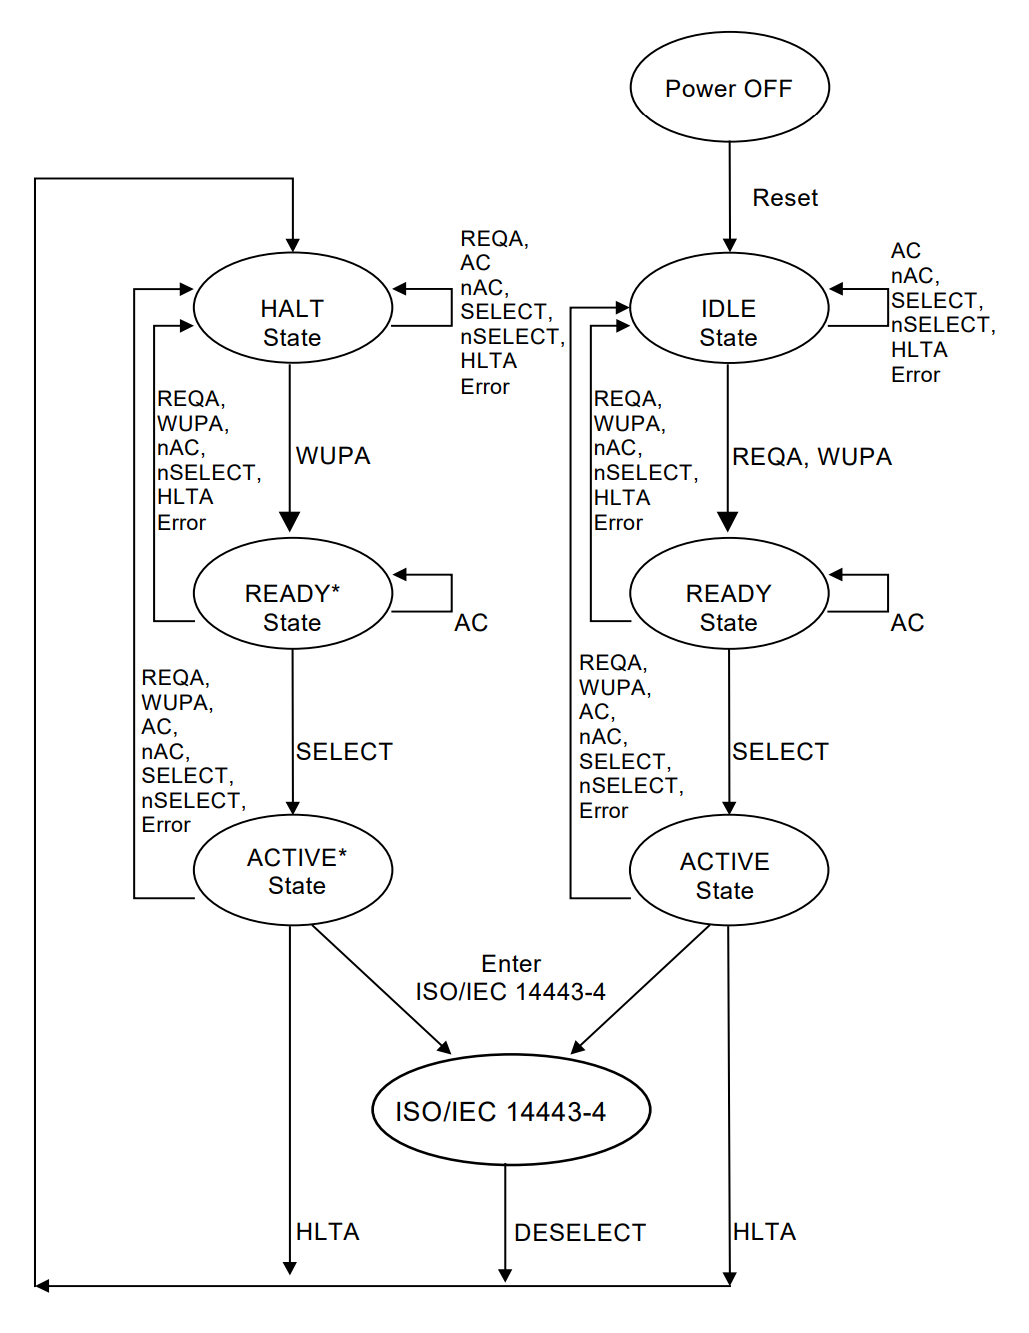 Power OFF
Reset
REQA,
AC
nAC,
SELECT,
nSELECT,
HLTA
Error
AC
nAC,
SELECT,
nSELECT,
HLTA
Error
HALT
State
IDLE
State
REQA,
WUPA,
nAC,
nSELECT,
HLTA
Error
WUPA
REQA,
WUPA,
nAC,
nSELECT,
HLTA
Error
REQA, WUPA
READY*
State
AC
READY
State
AC
REQA,
WUPA,
AC,
nAC,
SELECT,
nSELECT,
Error
SELECT
REQA,
WUPA,
AC,
nAC,
SELECT,
nSELECT,
Error
SELECT
ACTIVE*
State
ACTIVE
State
Enter
ISO/IEC 14443-4
ISO/IEC 14443-4
HLTA
DESELECT
HLTA